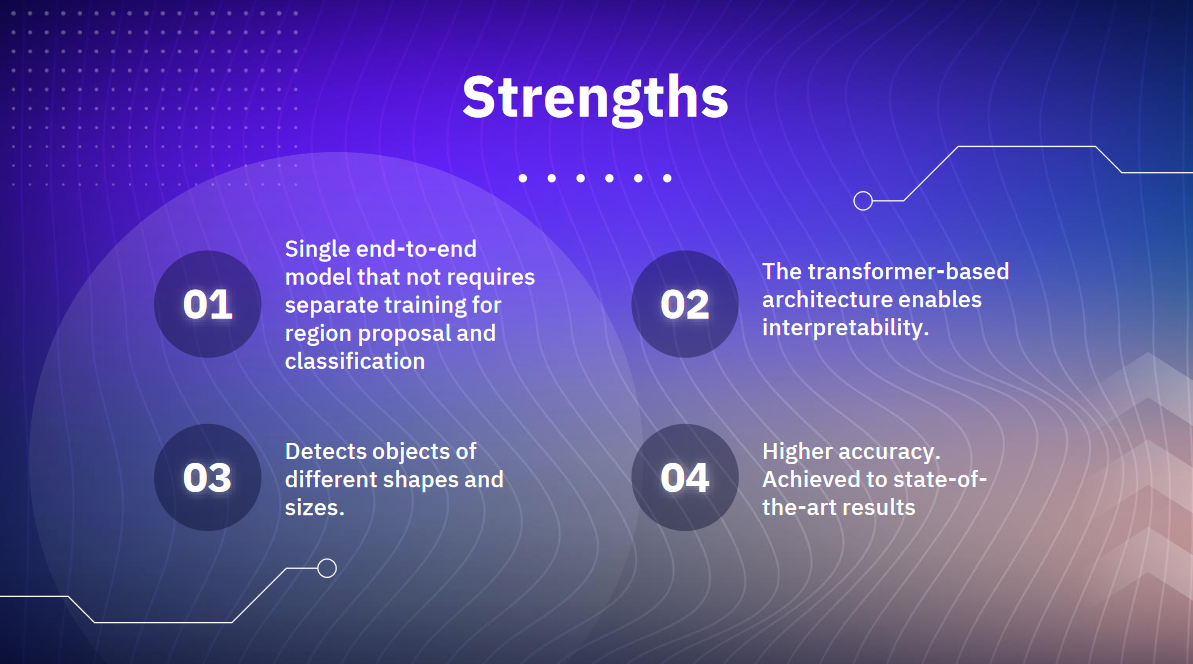 Strengths
01
Single end-to-end
model that not requires
separate training for
region proposal and
classification
02
The transformer-based
architecture enables
interpretability.
03
Detects objects of
different shapes and
sizes.
04
Higher accuracy.
Achieved to state-of-
the-art results